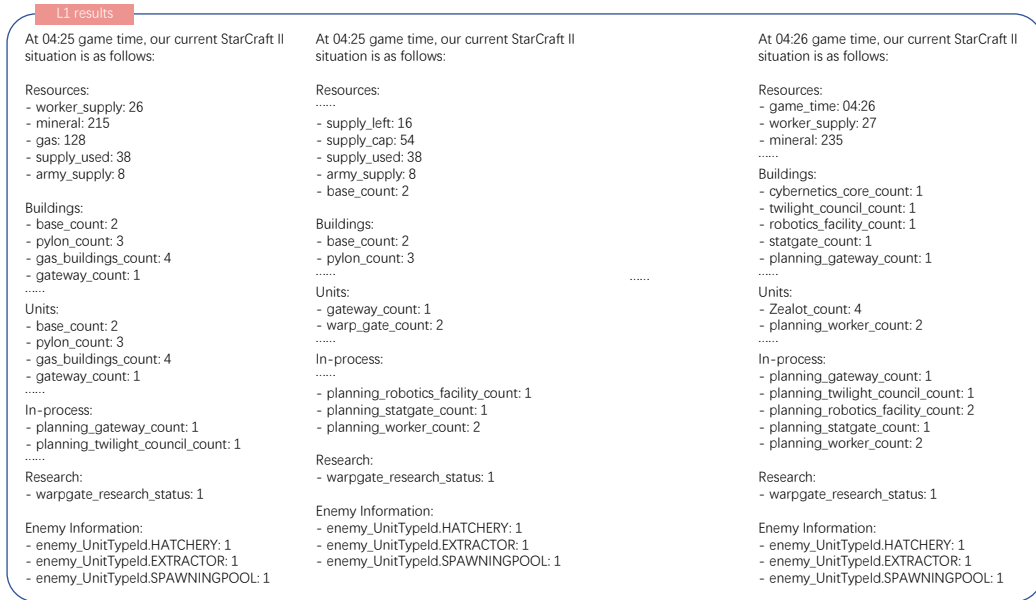 L1 results
At 04:25 game time, our current StarCraft II
situation is as follows:
Resources:
- worker_supply: 26
- mineral: 215
- gas: 128
- supply_used: 38
- army_supply: 8
Buildings:
- base_count: 2
- pylon_count: 3
- gas_buildings_count: 4
- gateway_count: 1
......
Units:
- base_count: 2
- pylon_count: 3
- gas_buildings_count: 4
- gateway_count: 1
......
In-process:
- planning_gateway_count: 1
- planning_twilight_council_count: 1
......
Research:
- warpgate_research_status: 1
Enemy Information:
- enemy_UnitTypeId.HATCHERY: 1
- enemy_UnitTypeId.EXTRACTOR: 1
- enemy_UnitTypeId.SPAWNINGPOOL: 1
At 04:25 game time, our current StarCraft II
situation is as follows:
Resources:
......
- supply_left: 16
- supply_cap: 54
- supply_used: 38
- army_supply: 8
- base_count: 2
Buildings:
- base_count: 2
- pylon_count: 3
......
Units:
- gateway_count: 1
- warp_gate_count: 2
......
In-process:
......
- planning_robotics_facility_count: 1
- planning_statgate_count: 1
- planning_worker_count: 2
Research:
- warpgate_research_status: 1
Enemy Information:
- enemy_UnitTypeId.HATCHERY: 1
- enemy_UnitTypeId.EXTRACTOR: 1
- enemy_UnitTypeId.SPAWNINGPOOL: 1
......
At 04:26 game time, our current StarCraft II
situation is as follows:
Resources:
- game_time: 04:26
- worker_supply: 27
- mineral: 235
......
Buildings:
- cybernetics_core_count: 1
- twilight_council_count: 1
- robotics_facility_count: 1
- statgate_count: 1
- planning_gateway_count: 1
......
Units:
- Zealot_count: 4
- planning_worker_count: 2
......
In-process:
- planning_gateway_count: 1
- planning_twilight_council_count: 1
- planning_robotics_facility_count: 2
- planning_statgate_count: 1
- planning_worker_count: 2
Research:
- warpgate_research_status: 1
Enemy Information:
- enemy_UnitTypeId.HATCHERY: 1
- enemy_UnitTypeId.EXTRACTOR: 1
- enemy_UnitTypeId.SPAWNINGPOOL: 1